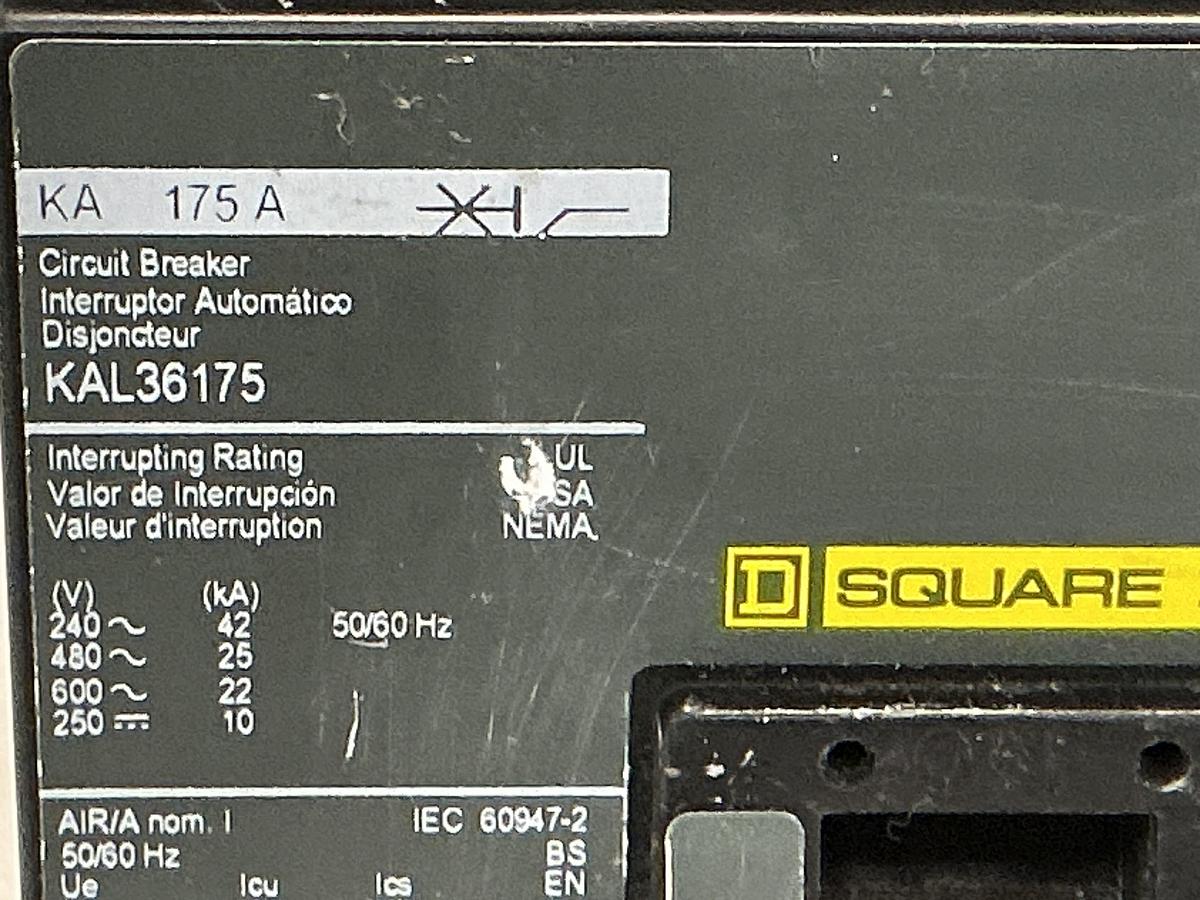 KA 175 A
Circuit Breaker
Interruptor Automático
Disjoncteur
KAL36175
Interrupting Rating UL
Valor de Interrupción SA
Valeur d'interruption NEMA
(V) (kA)
240 ~ 42 50/60 Hz
480 ~ 25
600 ~ 22
250 ⎓ 10
D SQUARE
AIR/A nom. I IEC 60947-2
50/60 Hz BS
Ue Icu Ics EN